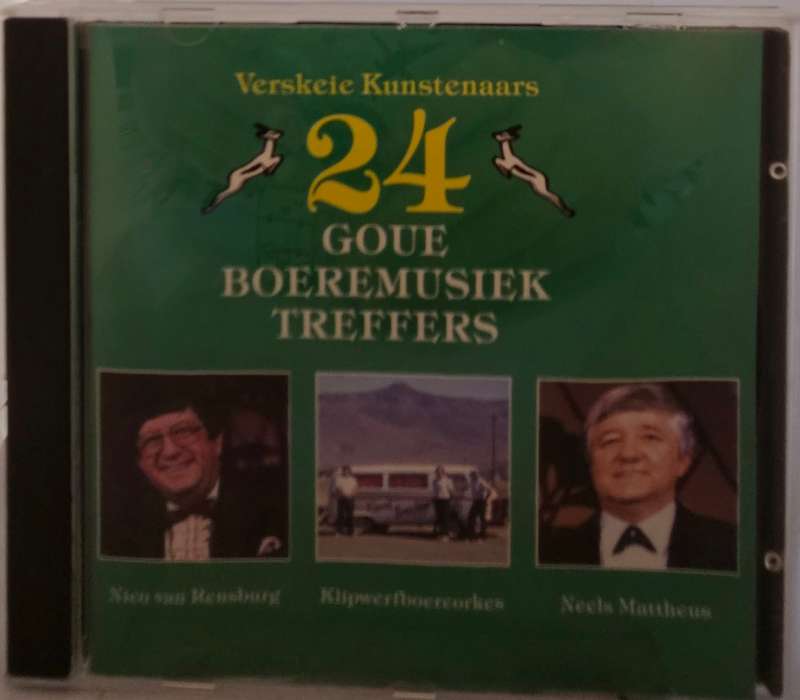 Verskeie Kunstenaars
24
GOUE
BOEREMUSIEK
TREFFERS
Nico van Rensburg
Klipwerfboereorkes
Neels Mattheus